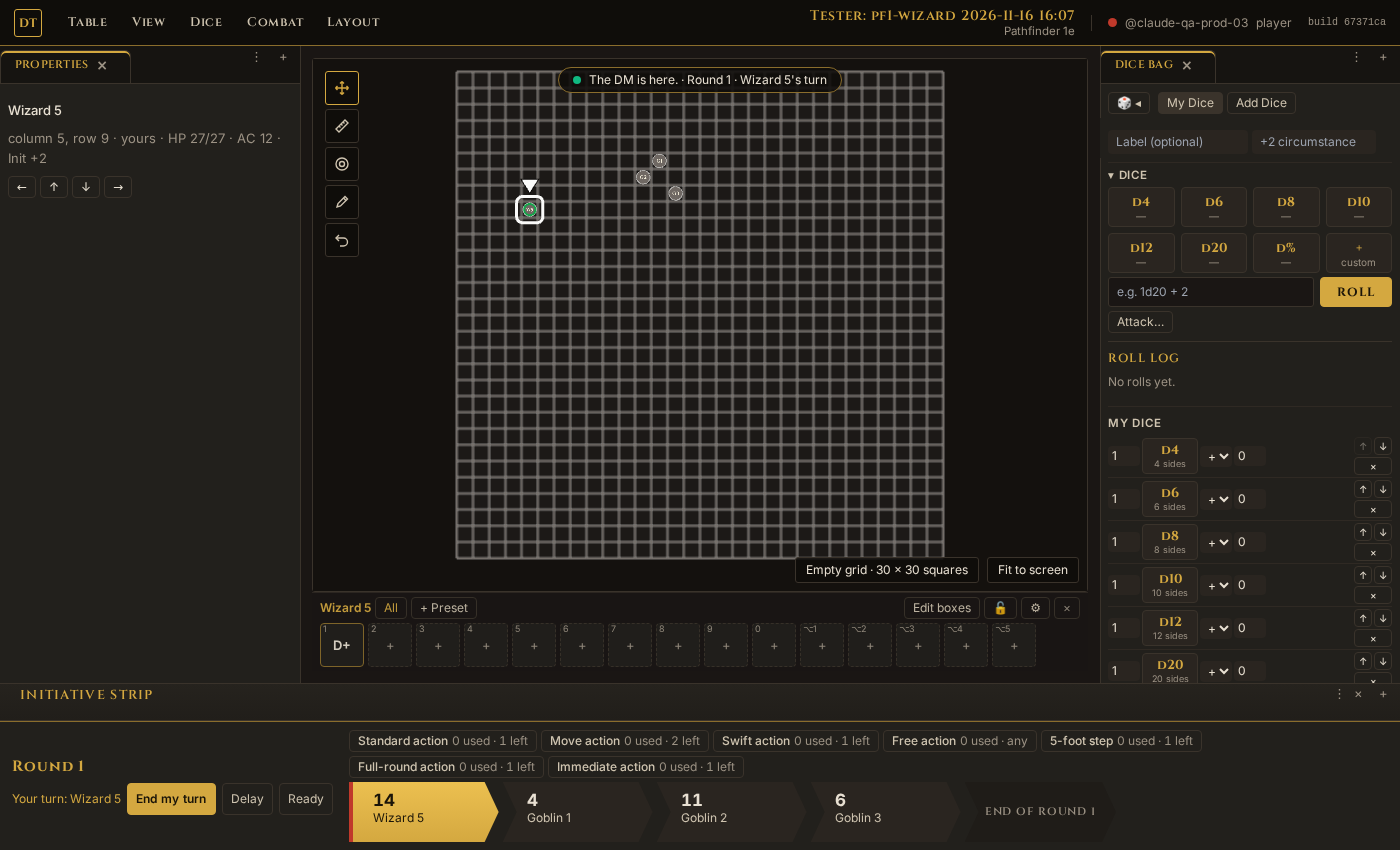 DT TABLE VIEW DICE COMBAT LAYOUT
TESTER: PF1-WIZARD 2026-11-16 16:07
Pathfinder 1e
@claude-qa-prod-03 player build 67371ca
PROPERTIES ×
Wizard 5
column 5, row 9 · yours · HP 27/27 · AC 12 ·
Init +2
← ↑ ↓ →
The DM is here. · Round 1 · Wizard 5's turn
Empty grid · 30 × 30 squares Fit to screen
Wizard 5 All + Preset Edit boxes ×
1 2 3 4 5 6 7 8 9 0 ⌥1 ⌥2 ⌥3 ⌥4 ⌥5
D+ + + + + + + + + + + + + + +
DICE BAG ×
My Dice Add Dice
Label (optional) +2 circumstance
▾ DICE
D4 D6 D8 D10
— — — —
D12 D20 D% +
— — — custom
e.g. 1d20 + 2 ROLL
Attack...
ROLL LOG
No rolls yet.
MY DICE
1 D4 + 0 ↑ ↓
4 sides ×
1 D6 + 0 ↑ ↓
6 sides ×
1 D8 + 0 ↑ ↓
8 sides ×
1 D10 + 0 ↑ ↓
10 sides ×
1 D12 + 0 ↑ ↓
12 sides ×
1 D20 + 0 ↑ ↓
20 sides
INITIATIVE STRIP ⋮ × +
ROUND 1
Your turn: Wizard 5 End my turn Delay Ready
Standard action 0 used · 1 left Move action 0 used · 2 left Swift action 0 used · 1 left Free action 0 used · any 5-foot step 0 used · 1 left
Full-round action 0 used · 1 left Immediate action 0 used · 1 left
14 4 11 6
Wizard 5 Goblin 1 Goblin 2 Goblin 3 END OF ROUND 1